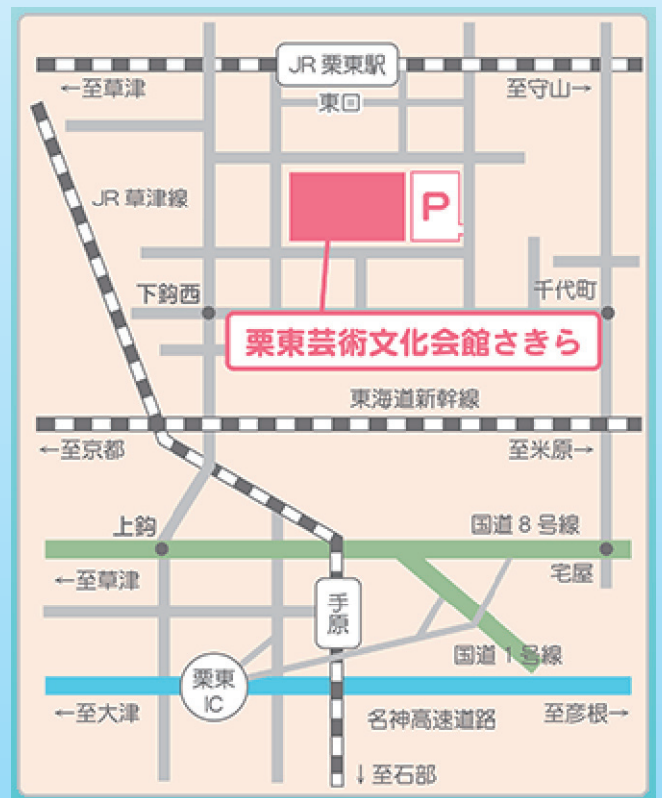 JR 栗東駅
←至草津
東口
至守山→
JR 草津線
P
下鈎西
千代町
栗東芸術文化会館さきら
東海道新幹線
←至京都
至米原→
上鈎
国道 8 号線
←至草津
宅屋
手原
国道 1 号線
栗東
IC
←至大津
名神高速道路
至彦根→
↓至石部